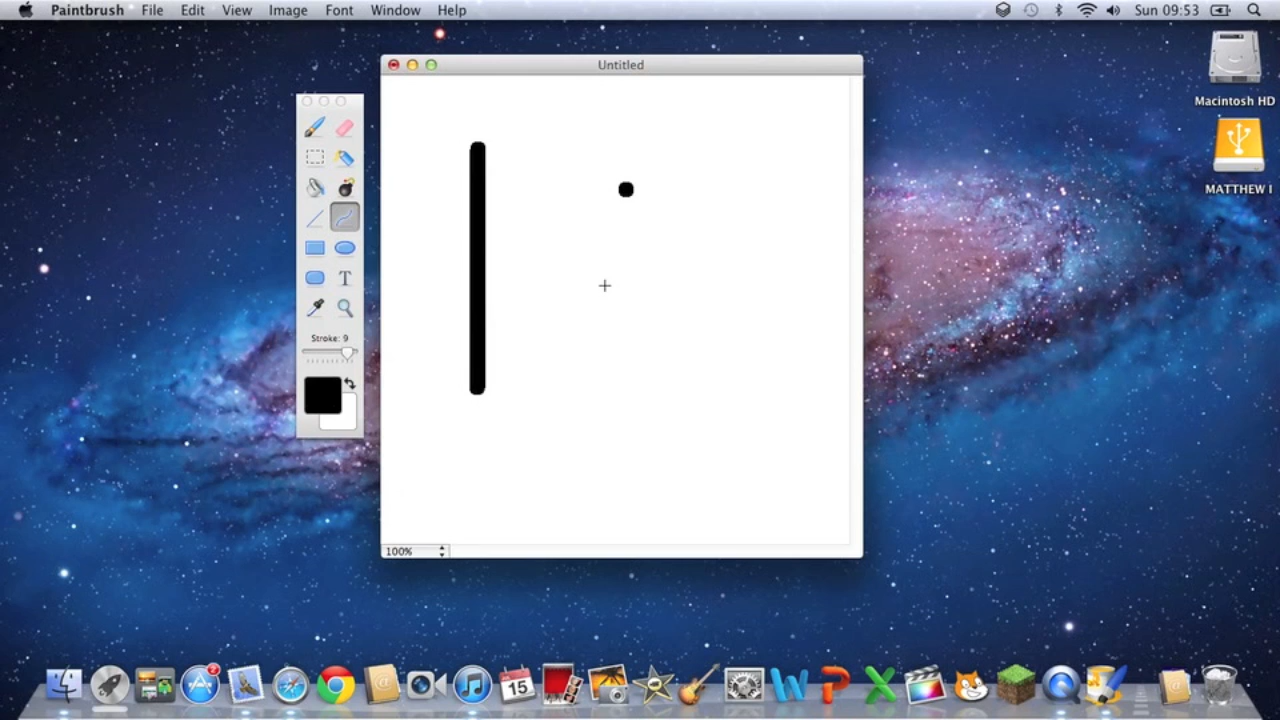 Paintbrush File Edit View Image Font Window Help Sun 09:53
Untitled
Macintosh HD
MATTHEW I
T
Stroke: 9
100%
2
15
W P X